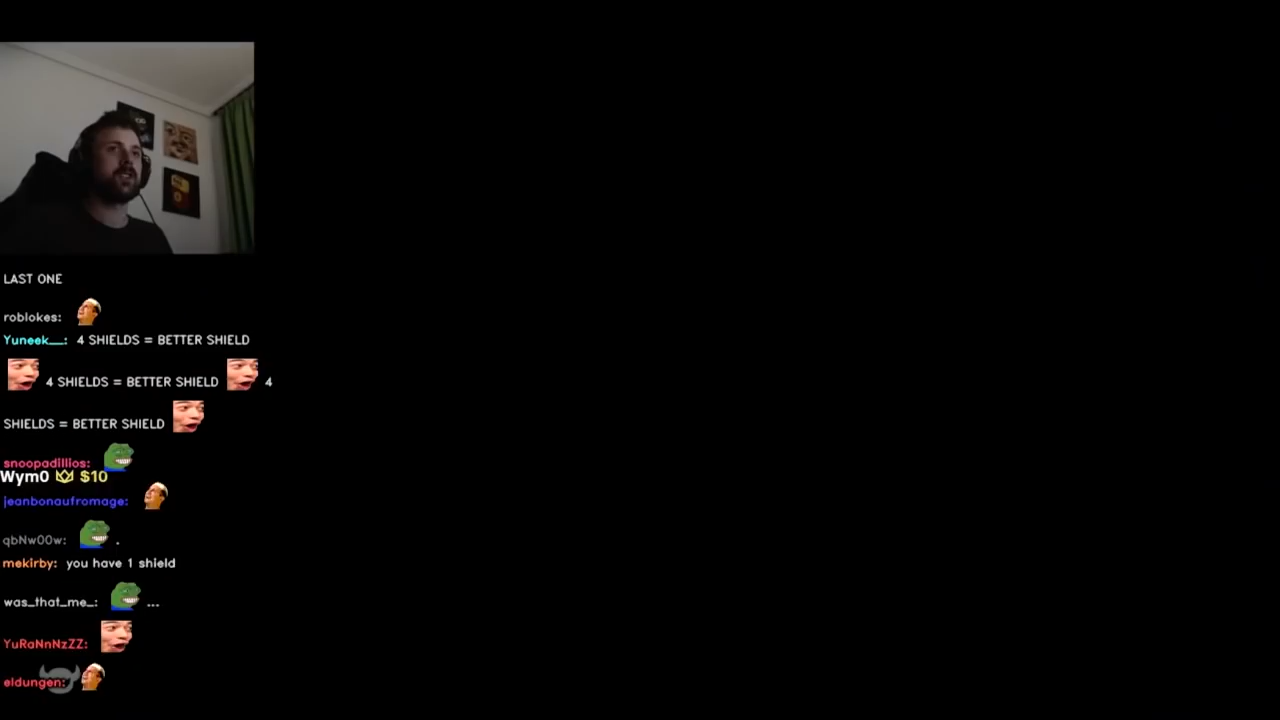 LAST ONE
roblokes:
Yuneek__: 4 SHIELDS = BETTER SHIELD
4 SHIELDS = BETTER SHIELD 4
SHIELDS = BETTER SHIELD
snoopadillios:
Wym0 $10
jeanbonaufromage:
qbNw00w: .
mekirby: you have 1 shield
was_that_me_: ...
YuRaNnNzZZ:
eldungen: